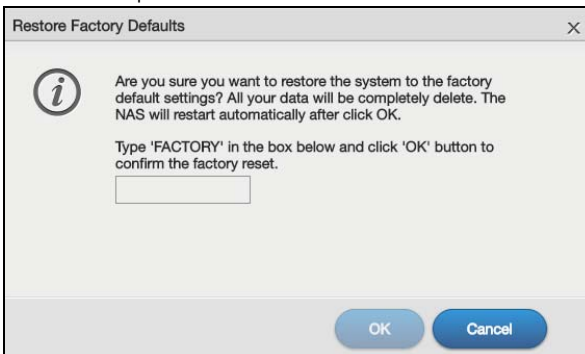 Restore Factory Defaults
X
Are you sure you want to restore the system to the factory
default settings? All your data will be completely delete. The
NAS will restart automatically after click OK.
Type 'FACTORY' in the box below and click 'OK' button to
confirm the factory reset.
OK Cancel